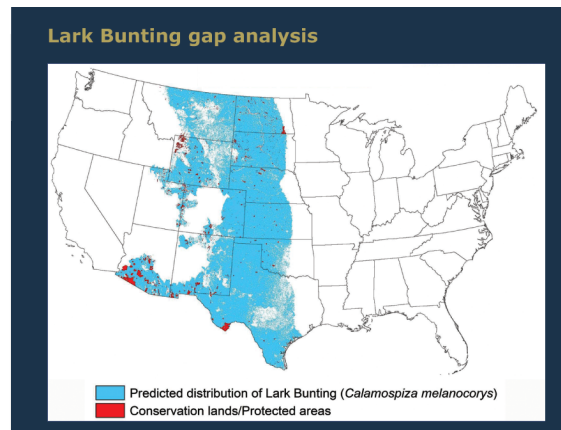 Lark Bunting gap analysis
Predicted distribution of Lark Bunting (Calamospiza melanocorys)
Conservation lands/Protected areas